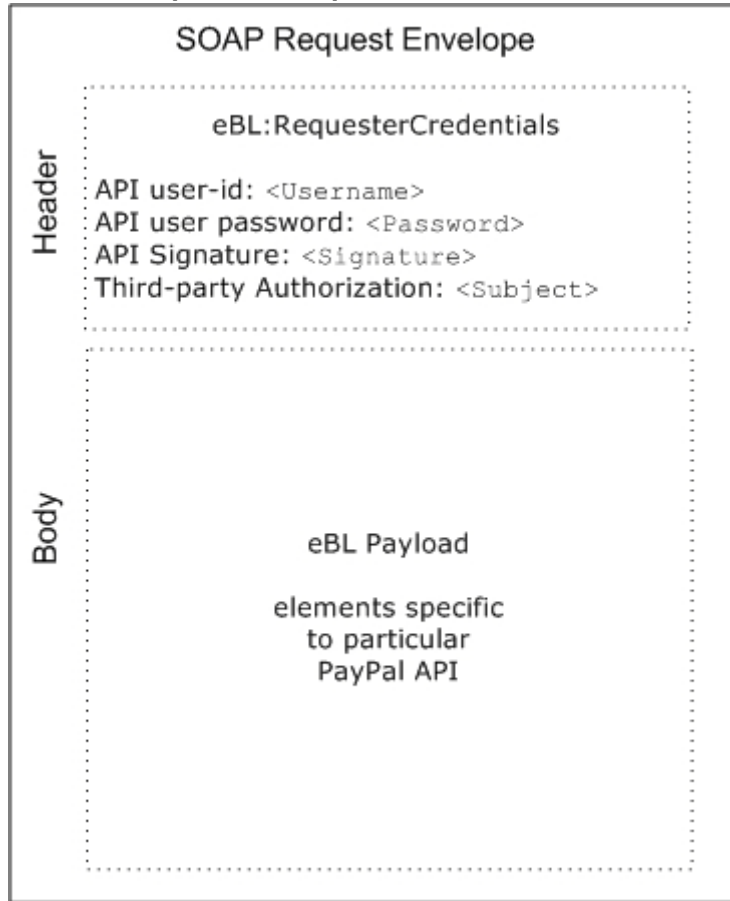 SOAP Request Envelope
Header
eBL:RequesterCredentials
API user-id: <Username>
API user password: <Password>
API Signature: <Signature>
Third-party Authorization: <Subject>
Body
eBL Payload
elements specific
to particular
PayPal API